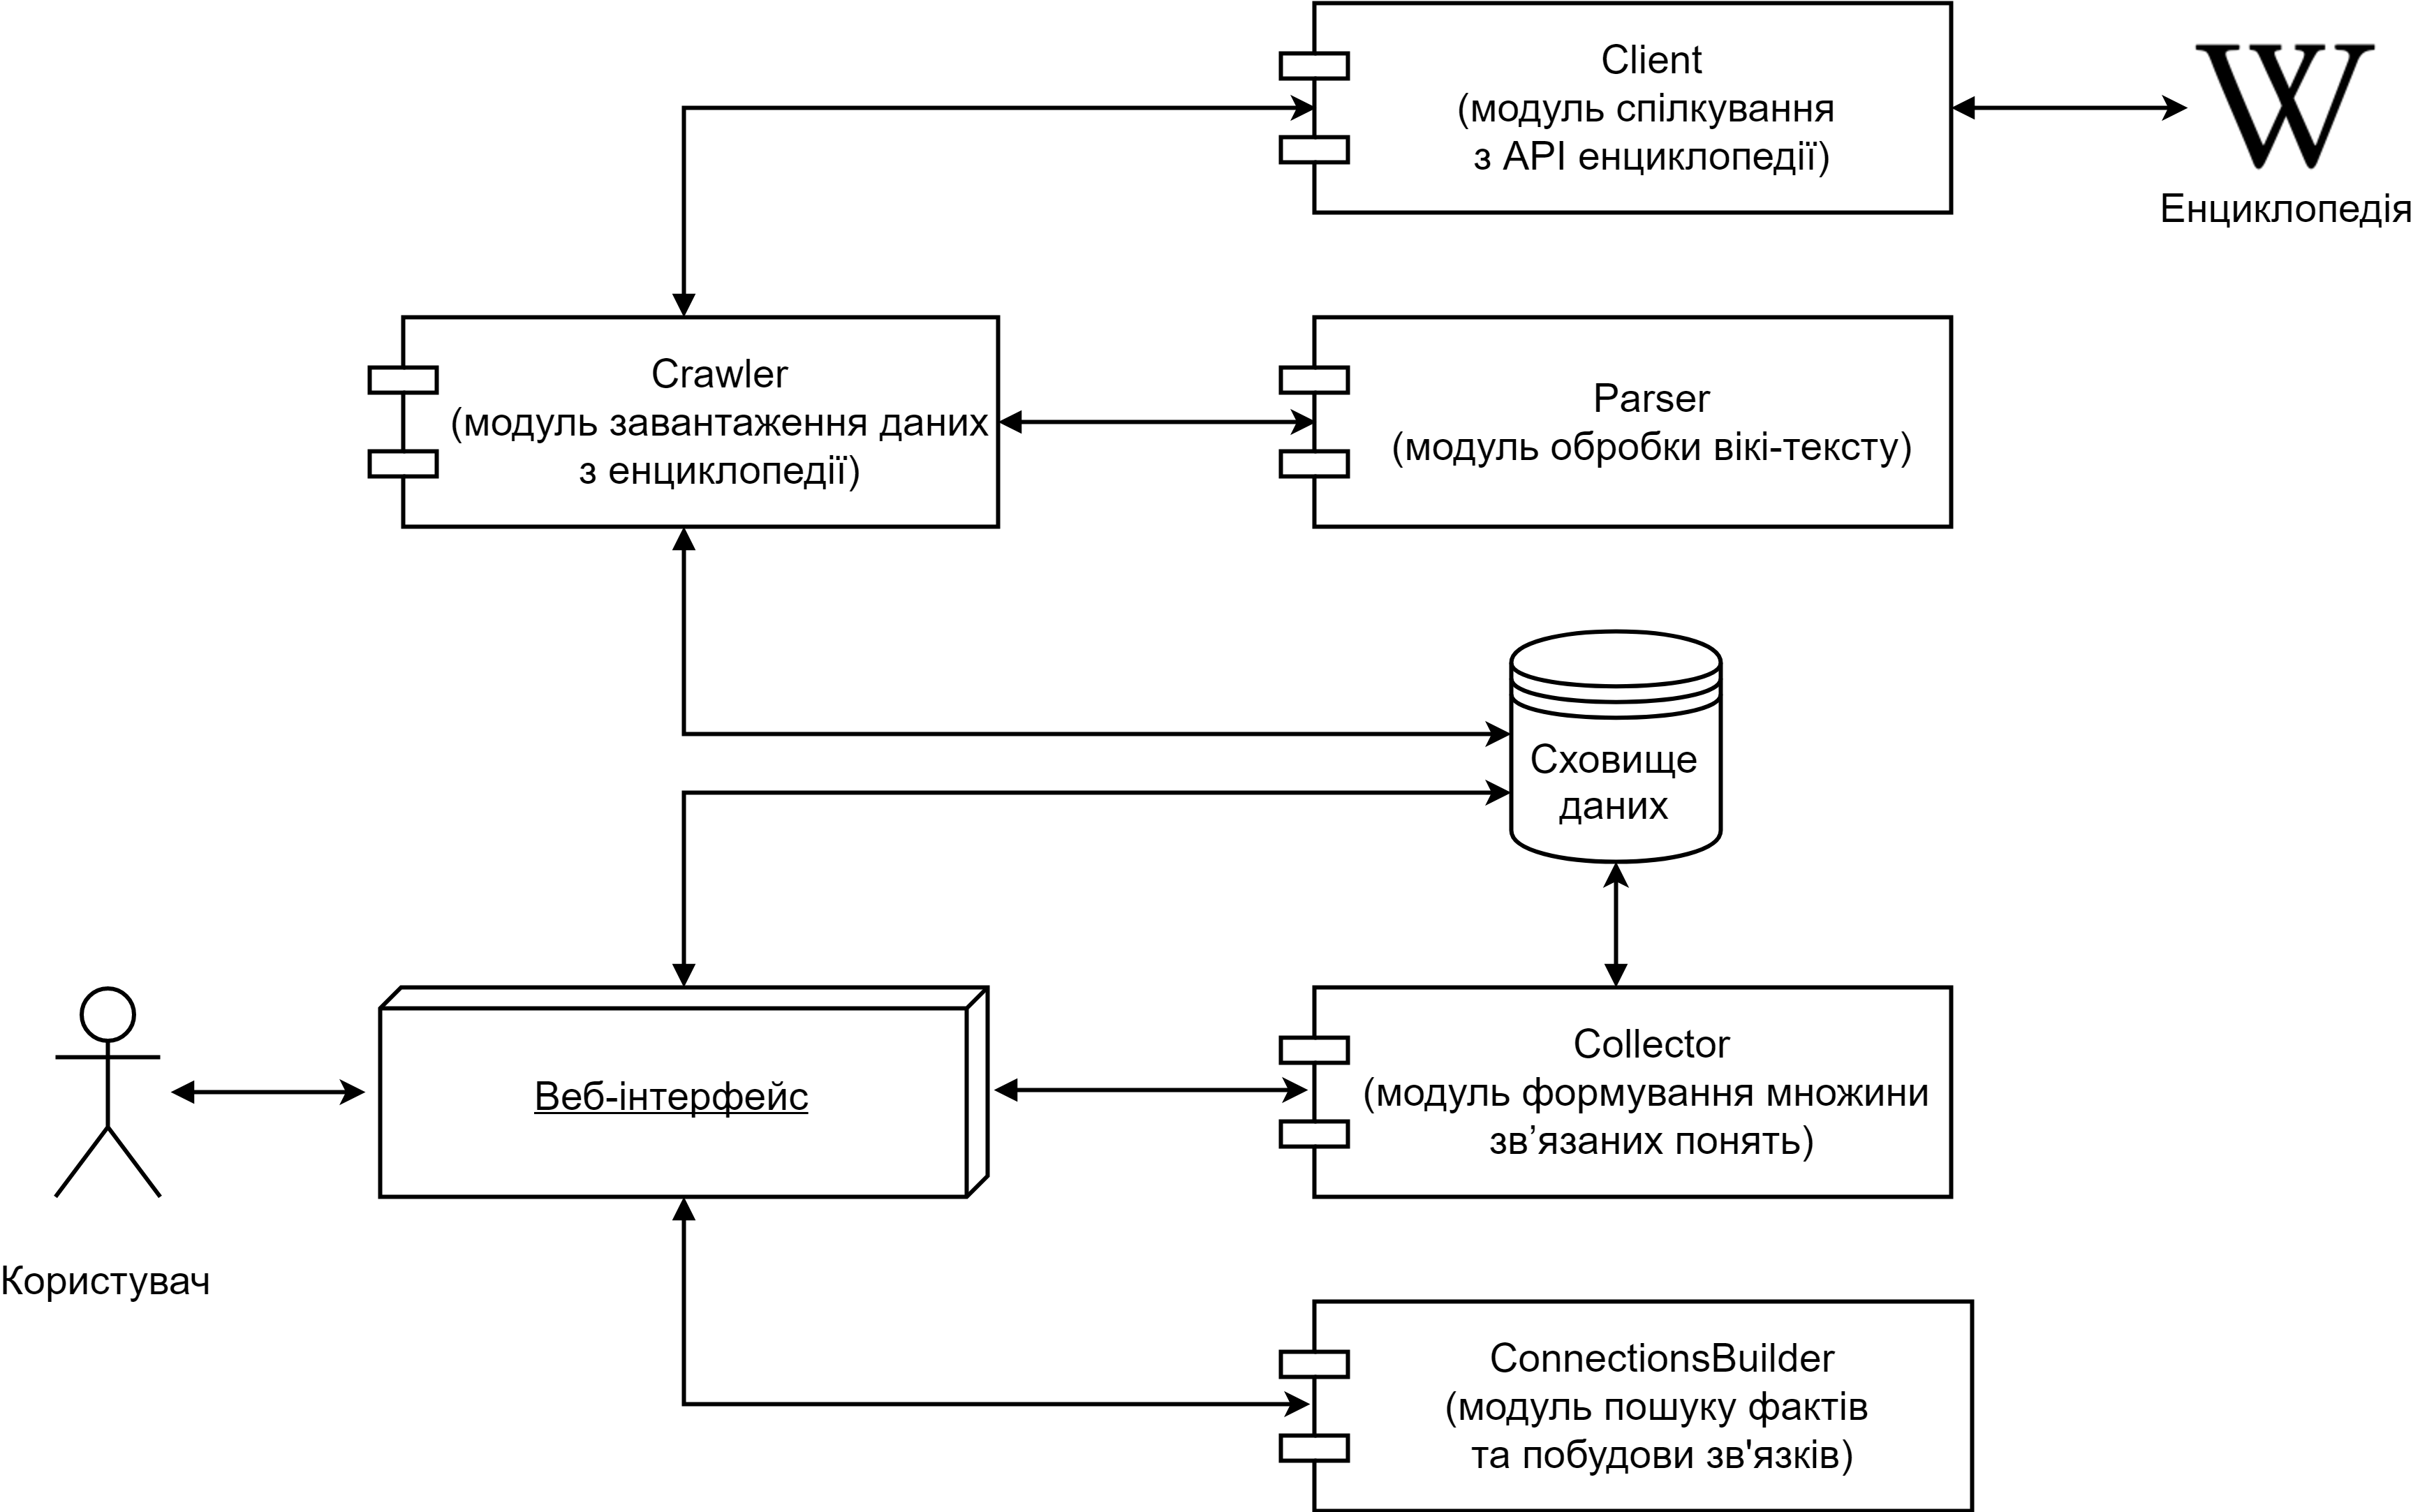 Client
(модуль спілкування
з API енциклопедії)
W
Енциклопедія
Crawler
(модуль завантаження даних
з енциклопедії)
Parser
(модуль обробки вікі-тексту)
Сховище
даних
Користувач
Веб-інтерфейс
Collector
(модуль формування множини
зв’язаних понять)
ConnectionsBuilder
(модуль пошуку фактів
та побудови зв'язків)